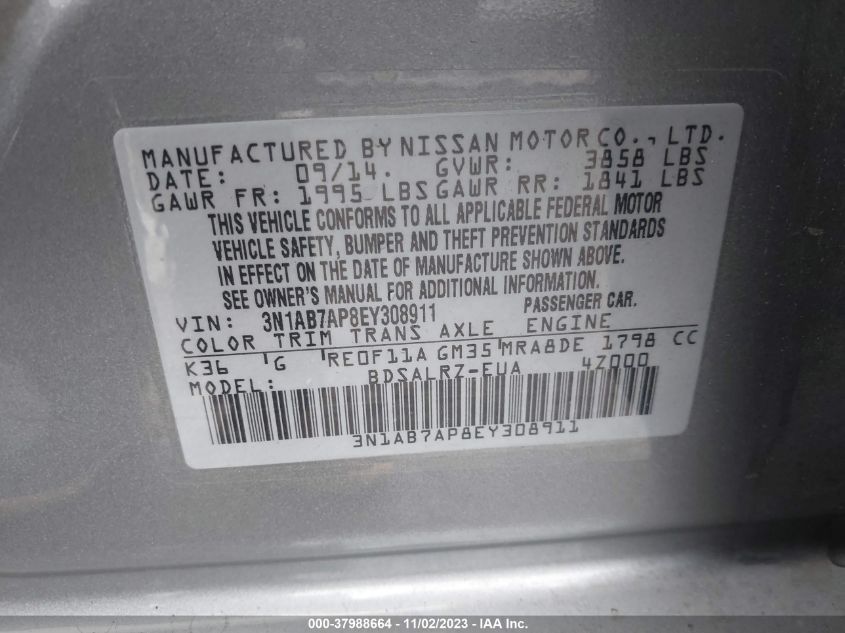 MANUFACTURED BY NISSAN MOTOR CO., LTD.
DATE: 09/14. GVWR: 3858 LBS
GAWR FR: 1995 LBS GAWR RR: 1841 LBS
THIS VEHICLE CONFORMS TO ALL APPLICABLE FEDERAL MOTOR
VEHICLE SAFETY, BUMPER AND THEFT PREVENTION STANDARDS
IN EFFECT ON THE DATE OF MANUFACTURE SHOWN ABOVE.
SEE OWNER'S MANUAL FOR ADDITIONAL INFORMATION.
VIN: 3N1AB7AP8EY308911 PASSENGER CAR.
COLOR TRIM TRANS AXLE ENGINE
K36 G RE0F11A GM35 MRA8DE 1798 CC
MODEL: BDSALRZ-EUA 4Z000
3N1AB7AP8EY308911
000-37988664 - 11/02/2023 - IAA Inc.